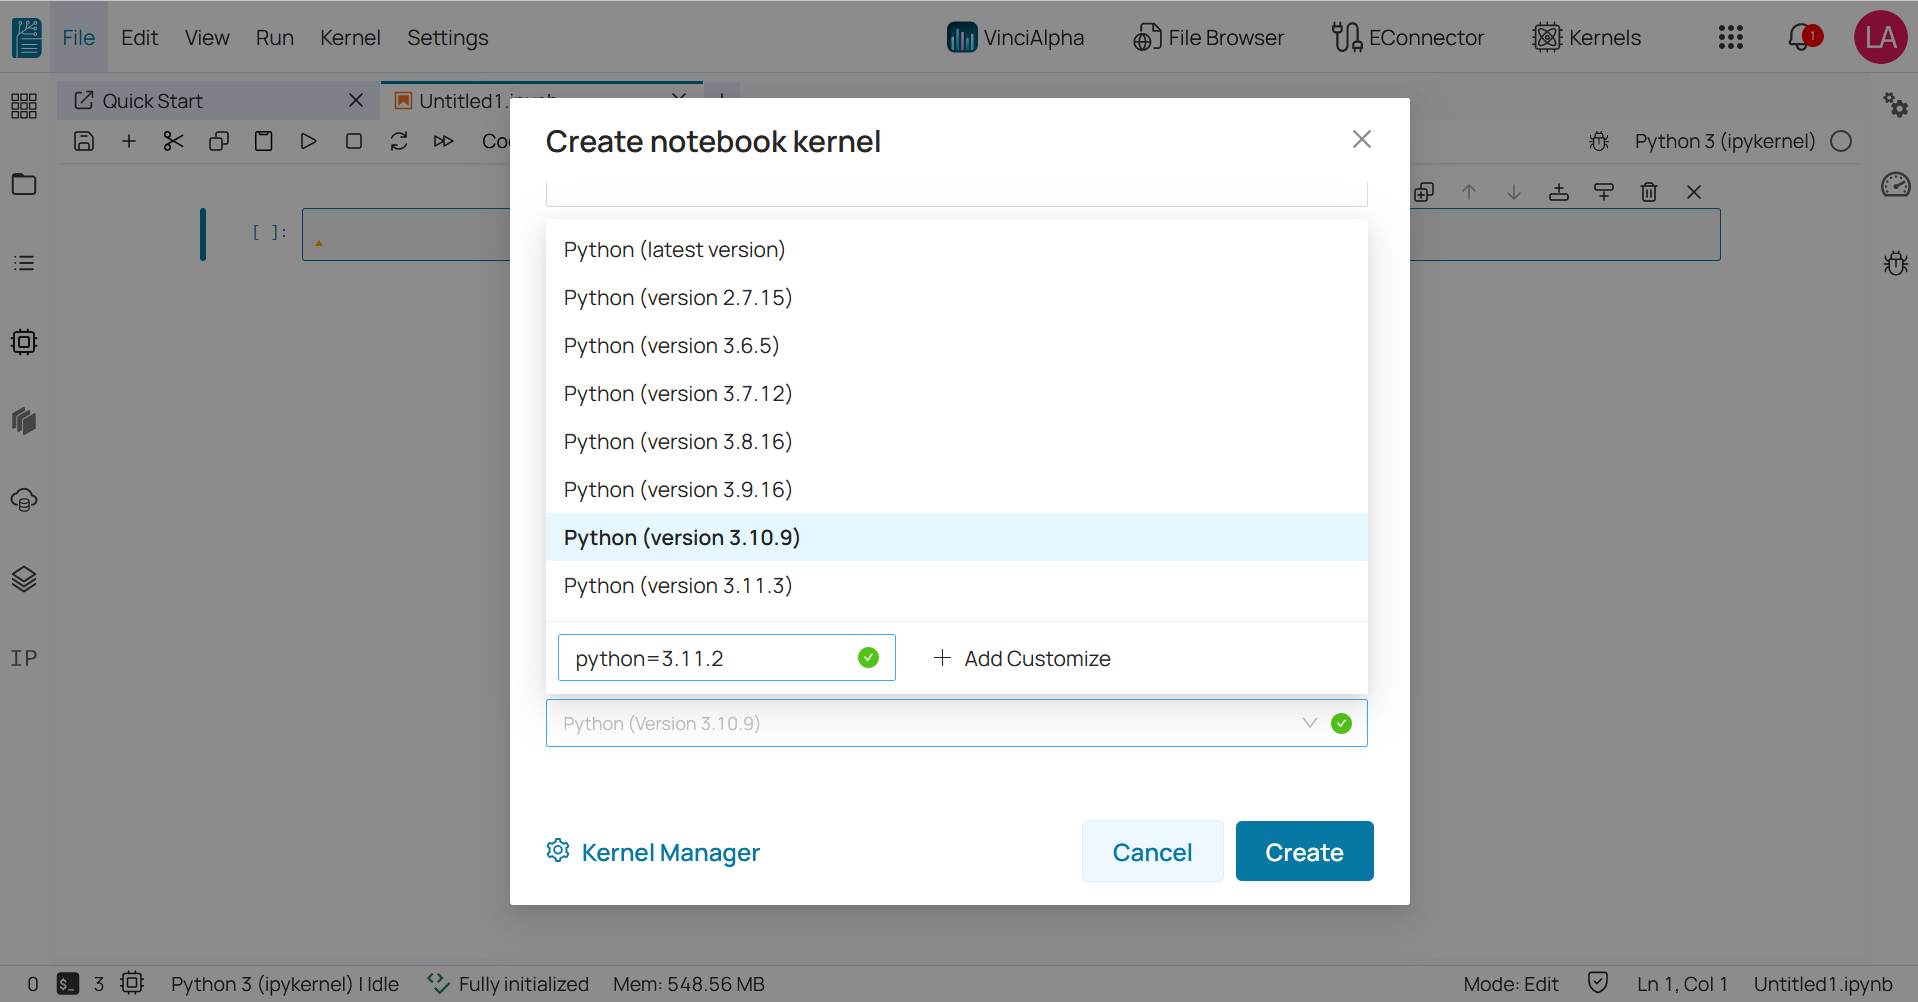 File Edit View Run Kernel Settings VinciAlpha File Browser EConnector Kernels 1 LA
Quick Start Untitled1.ipynb
Create notebook kernel
Python 3 (ipykernel)
[ ]:
Python (latest version)
Python (version 2.7.15)
Python (version 3.6.5)
Python (version 3.7.12)
Python (version 3.8.16)
Python (version 3.9.16)
Python (version 3.10.9)
Python (version 3.11.3)
python=3.11.2 Add Customize
IP
Python (Version 3.10.9)
Kernel Manager Cancel Create
0 $_ 3 Python 3 (ipykernel) | Idle Fully initialized Mem: 548.56 MB Mode: Edit Ln 1, Col 1 Untitled1.ipynb